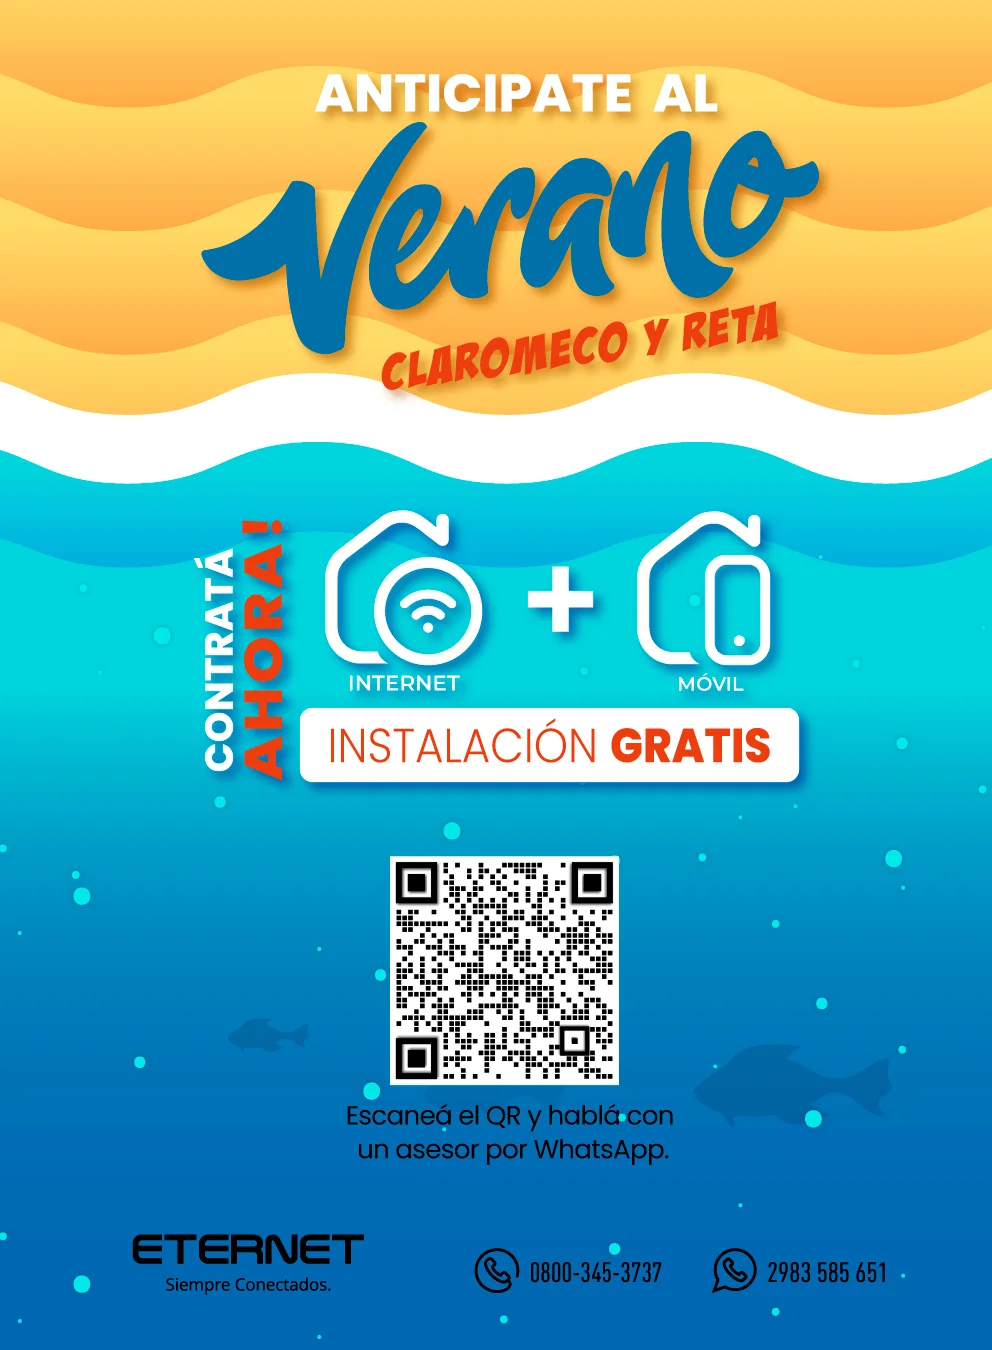 ANTICIPATE AL
Verano
CLAROMECO Y RETA
CONTRATÁ
AHORA!
INTERNET
+
MÓVIL
INSTALACIÓN GRATIS
Escaneá el QR y hablá con
un asesor por WhatsApp.
ETERNET
Siempre Conectados.
0800-345-3737
2983 585 651